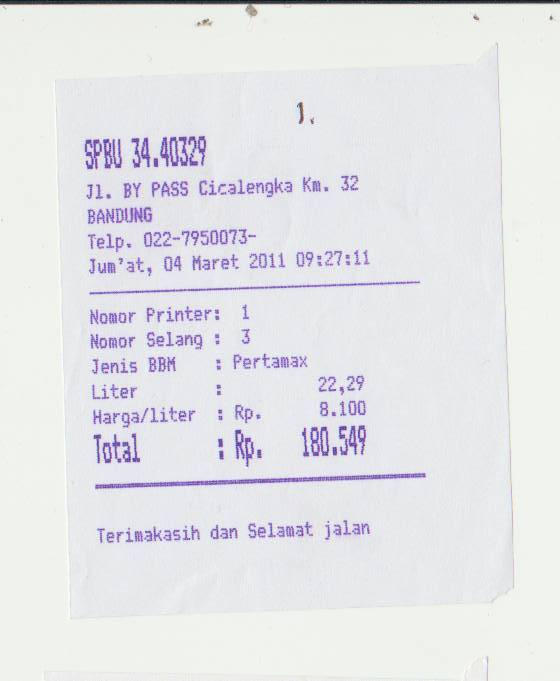 1.
SPBU 34.40329
Jl. BY PASS Cicalengka Km. 32
BANDUNG
Telp. 022-7950073-
Jum'at, 04 Maret 2011 09:27:11
Nomor Printer: 1
Nomor Selang : 3
Jenis BBM : Pertamax
Liter : 22,29
Harga/liter : Rp. 8.100
Total : Rp. 180.549
Terimakasih dan Selamat jalan